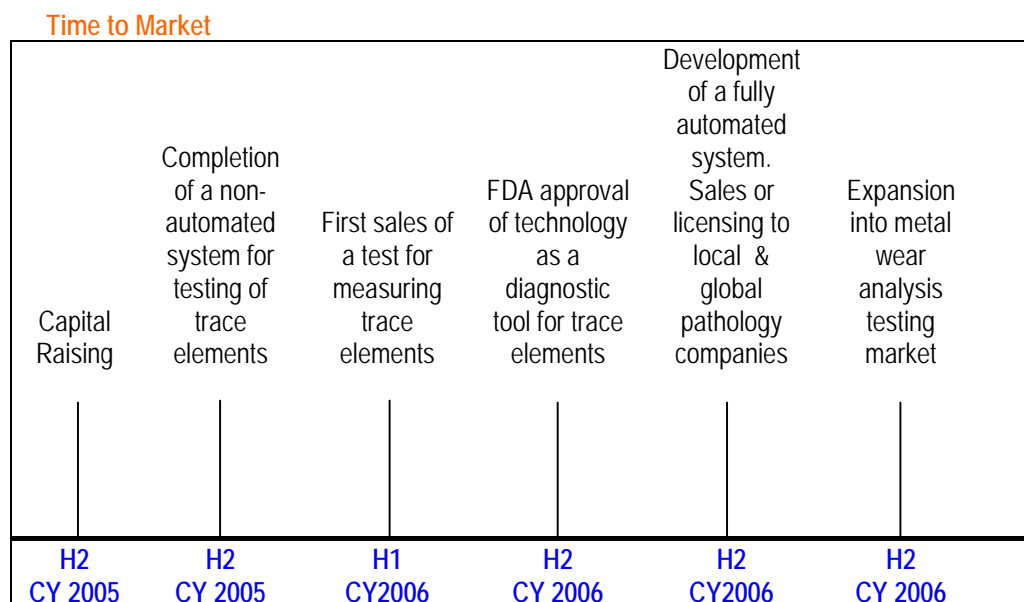 Time to Market
Capital
Raising
Completion
of a non-
automated
system for
testing of
trace
elements
First sales of
a test for
measuring
trace
elements
FDA approval
of technology
as a
diagnostic
tool for trace
elements
Development
of a fully
automated
system.
Sales or
licensing to
local &
global
pathology
companies
Expansion
into metal
wear
analysis
testing
market
H2
CY 2005
H2
CY 2005
H1
CY2006
H2
CY 2006
H2
CY2006
H2
CY 2006